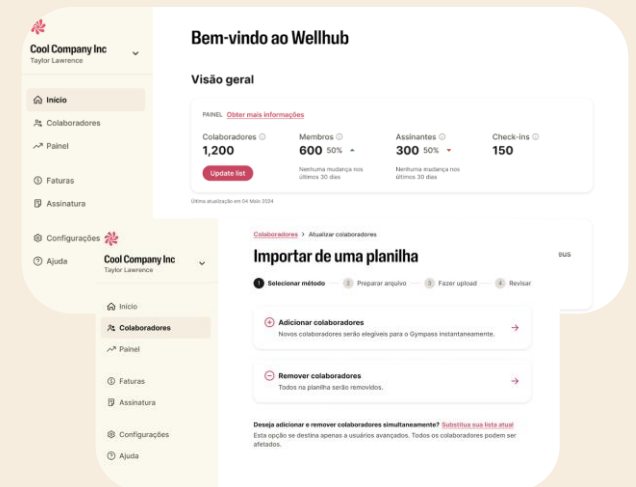 Cool Company Inc
Taylor Lawrence
Início
Colaboradores
Painel
Faturas
Assinatura
Configurações
Ajuda
Bem-vindo ao Wellhub
Visão geral
PAINEL Obter mais informações
Colaboradores
1,200
Update list
Membros
600 50%
Nenhuma mudança nos
últimos 30 dias
Assinantes
300 50%
Nenhuma mudança nos
últimos 30 dias
Check-ins
150
Última atualização em 04 Maio 2024
eus
Cool Company Inc
Taylor Lawrence
Início
Colaboradores
Painel
Faturas
Assinatura
Configurações
Ajuda
Colaboradores > Atualizar colaboradores
Importar de uma planilha
1 Selecionar método 2 Preparar arquivo 3 Fazer upload 4 Revisar
Adicionar colaboradores
Novos colaboradores serão elegíveis para o Gympass instantaneamente.
Remover colaboradores
Todos na planilha serão removidos.
Deseja adicionar e remover colaboradores simultaneamente? Substitua sua lista atual
Esta opção se destina apenas a usuários avançados. Todos os colaboradores podem ser
afetados.